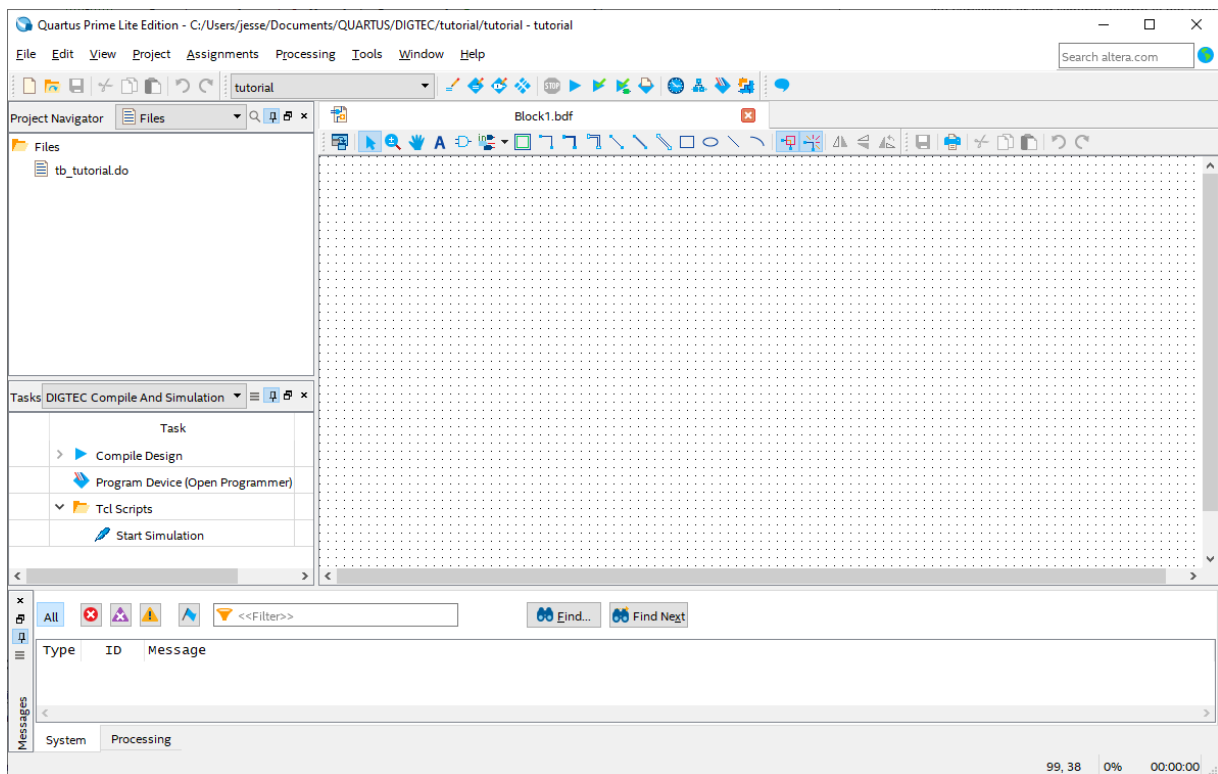 Quartus Prime Lite Edition - C:/Users/jesse/Documents/QUARTUS/DIGTEC/tutorial/tutorial - tutorial
File Edit View Project Assignments Processing Tools Window Help
Search altera.com
tutorial
STOP
Project Navigator Files
Block1.bdf
Files
tb_tutorial.do
Tasks DIGTEC Compile And Simulation
Task
Compile Design
Program Device (Open Programmer)
Tcl Scripts
Start Simulation
All <<Filter>> Find... Find Next
Type ID Message
Messages
System Processing
99, 38 0% 00:00:00